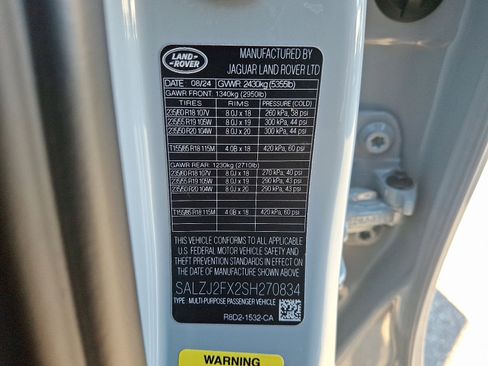 LAND ROVER
MANUFACTURED BY
JAGUAR LAND ROVER LTD
DATE 08/24 GVWR 2430kg (5355lb)
GAWR FRONT: 1340kg (2950lb)
TIRES RIMS PRESSURE (COLD)
235/60 R18 107V 8.0J x 18 260 kPa, 38 psi
235/55 R19 105W 8.0J x 19 300 kPa, 44 psi
235/50 R20 104W 8.0J x 20 300 kPa, 44 psi
T155/85 R18 115M 4.0B x 18 420 kPa, 60 psi
GAWR REAR: 1230kg (2710lb)
235/60 R18 107V 8.0J x 18 270 kPa, 40 psi
235/55 R19 105W 8.0J x 19 290 kPa, 43 psi
235/50 R20 104W 8.0J x 20 290 kPa, 43 psi
T155/85 R18 115M 4.0B x 18 420 kPa, 60 psi
THIS VEHICLE CONFORMS TO ALL APPLICABLE
U.S. FEDERAL MOTOR VEHICLE SAFETY AND
THEFT PREVENTION STANDARDS IN EFFECT ON
THE DATE OF MANUFACTURE SHOWN ABOVE
SALZJ2FX2SH270834
TYPE: MULTI-PURPOSE PASSENGER VEHICLE
R8D2-1532-CA
WARNING